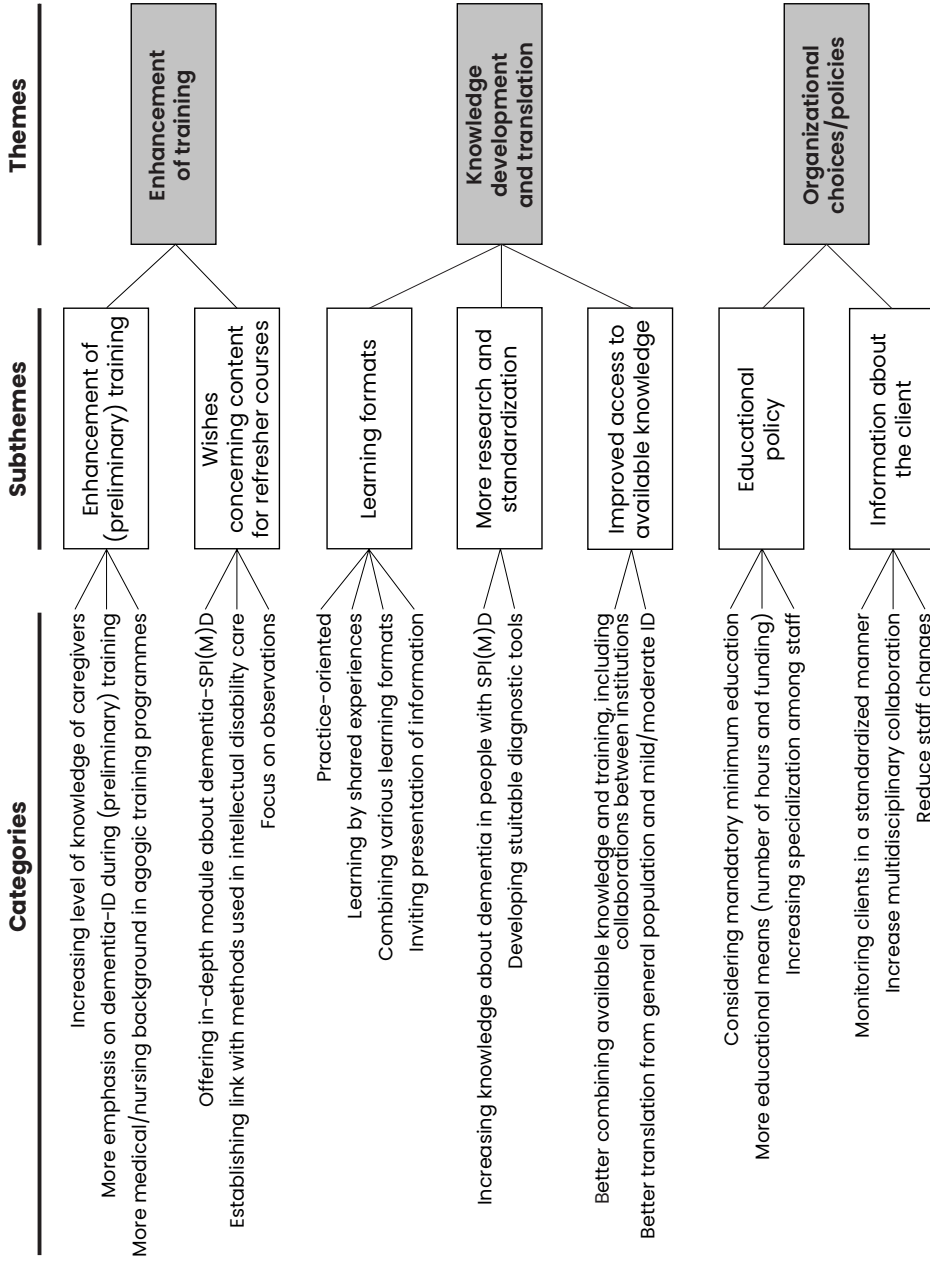 Categories
Subthemes
Themes
Increasing level of knowledge of caregivers
More emphasis on dementia-ID during (preliminary) training
More medical/nursing background in agogic training programmes
Enhancement of
(preliminary) training
Offering in-depth module about dementia-SPI(M)D
Establishing link with methods used in intellectual disability care
Focus on observations
Wishes
concerning content
for refresher courses
Enhancement
of training
Practice-oriented
Learning by shared experiences
Combining various learning formats
Inviting presentation of information
Learning formats
Increasing knowledge about dementia in people with SPI(M)D
Developing stuitable diagnostic tools
More research and
standardization
Better combining available knowledge and training, including
collaborations between institutions
Better translation from general population and mild/moderate ID
Improved access to
available knowledge
Knowledge
development
and translation
Considering mandatory minimum education
More educational means (number of hours and funding)
Increasing specialization among staff
Educational
policy
Monitoring clients in a standardized manner
Increase multidisciplinary collaboration
Reduce staff changes
Information about
the client
Organizational
choices/policies